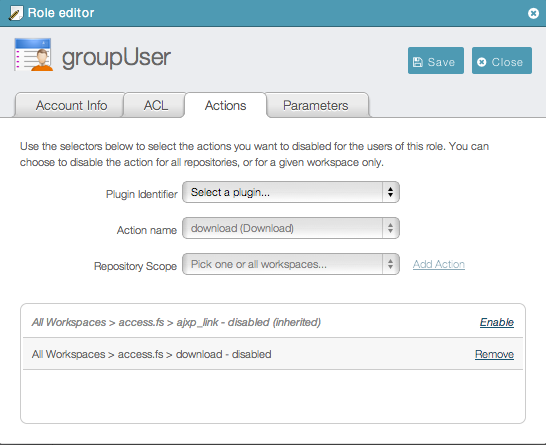 Role editor
groupUser
Save
Close
Account Info
ACL
Actions
Parameters
Use the selectors below to select the actions you want to disabled for the users of this role. You can
choose to disable the action for all repositories, or for a given workspace only.
Plugin Identifier
Select a plugin...
Action name
download (Download)
Repository Scope
Pick one or all workspaces...
Add Action
All Workspaces > access.fs > ajxp_link - disabled (inherited)
Enable
All Workspaces > access.fs > download - disabled
Remove